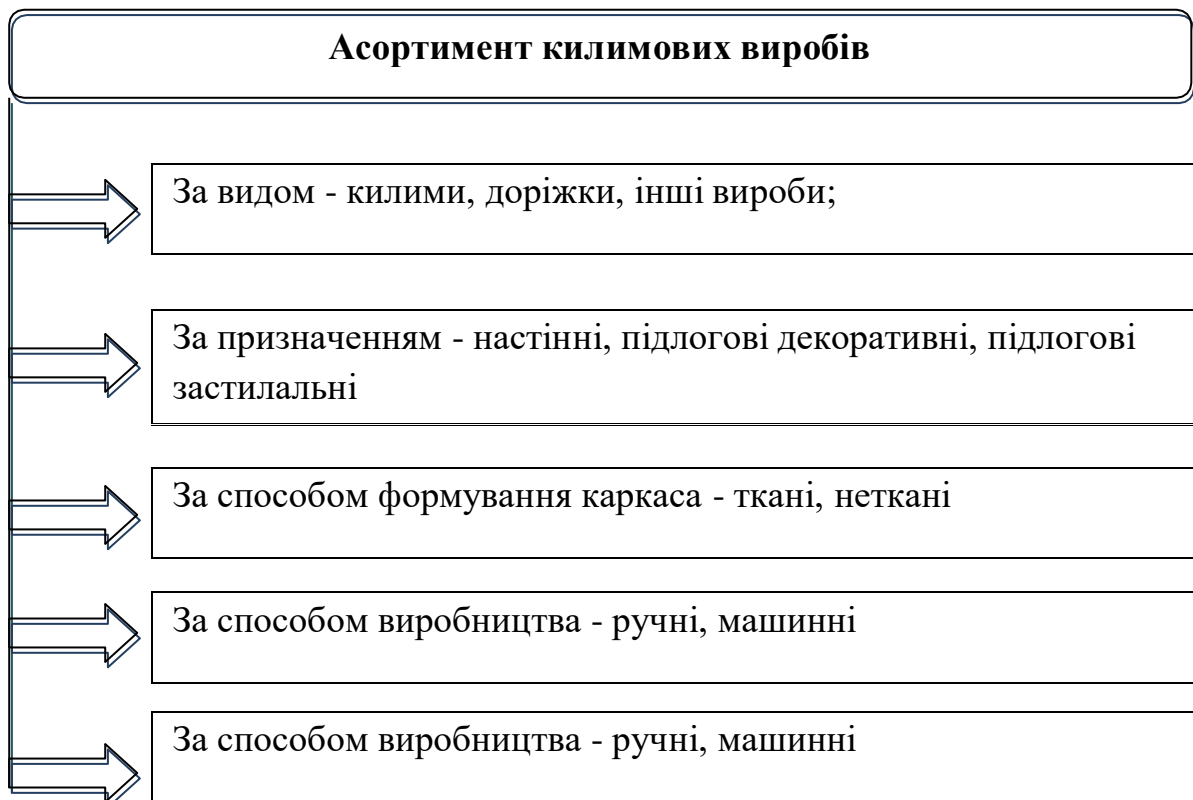 Асортимент килимових виробів
За видом - килими, доріжки, інші вироби;
За призначенням - настінні, підлогові декоративні, підлогові
застилальні
За способом формування каркаса - ткані, неткані
За способом виробництва - ручні, машинні
За способом виробництва - ручні, машинні